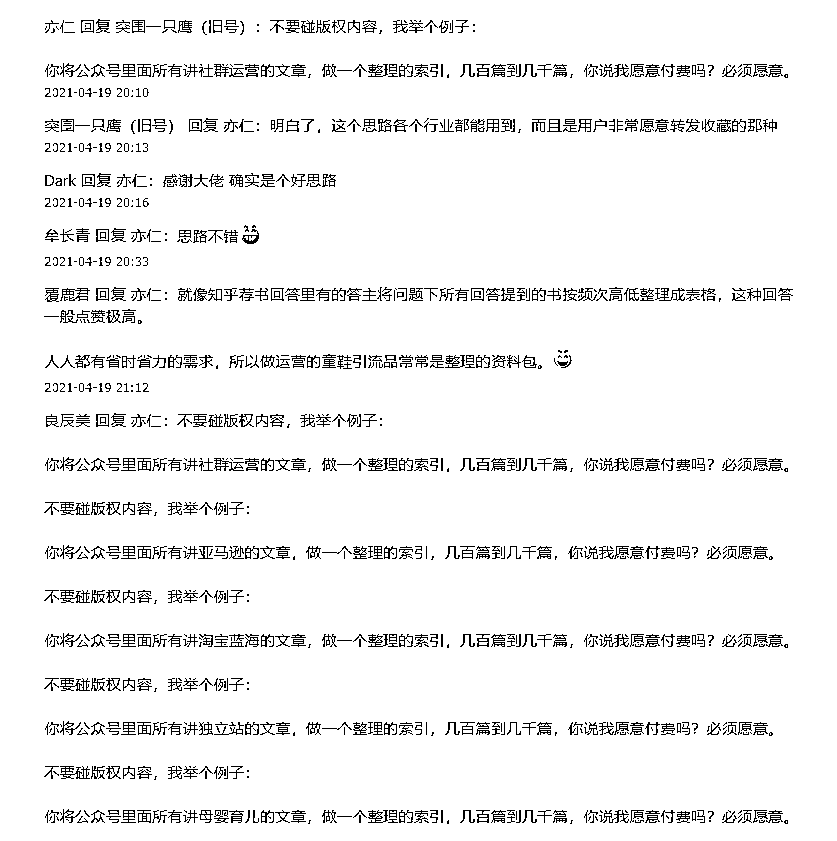 亦仁 回复 突围一只鹰（旧号）：不要碰版权内容，我举个例子：
你将公众号里面所有讲社群运营的文章，做一个整理的索引，几百篇到几千篇，你说我愿意付费吗？必须愿意。
2021-04-19 20:10
突围一只鹰（旧号） 回复 亦仁：明白了，这个思路各个行业都能用到，而且是用户非常愿意转发收藏的那种
2021-04-19 20:13
Dark 回复 亦仁：感谢大佬 确实是个好思路
2021-04-19 20:16
牟长青 回复 亦仁：思路不错😁
2021-04-19 20:33
覆鹿君 回复 亦仁：就像知乎荐书回答里有的答主将问题下所有回答提到的书按频次高低整理成表格，这种回答
一般点赞极高。
人人都有省时省力的需求，所以做运营的童鞋引流品常常是整理的资料包。😆
2021-04-19 21:12
良辰美 回复 亦仁：不要碰版权内容，我举个例子：
你将公众号里面所有讲社群运营的文章，做一个整理的索引，几百篇到几千篇，你说我愿意付费吗？必须愿意。
不要碰版权内容，我举个例子：
你将公众号里面所有讲亚马逊的文章，做一个整理的索引，几百篇到几千篇，你说我愿意付费吗？必须愿意。
不要碰版权内容，我举个例子：
你将公众号里面所有讲淘宝蓝海的文章，做一个整理的索引，几百篇到几千篇，你说我愿意付费吗？必须愿意。
不要碰版权内容，我举个例子：
你将公众号里面所有讲独立站的文章，做一个整理的索引，几百篇到几千篇，你说我愿意付费吗？必须愿意。
不要碰版权内容，我举个例子：
你将公众号里面所有讲母婴育儿的文章，做一个整理的索引，几百篇到几千篇，你说我愿意付费吗？必须愿意。